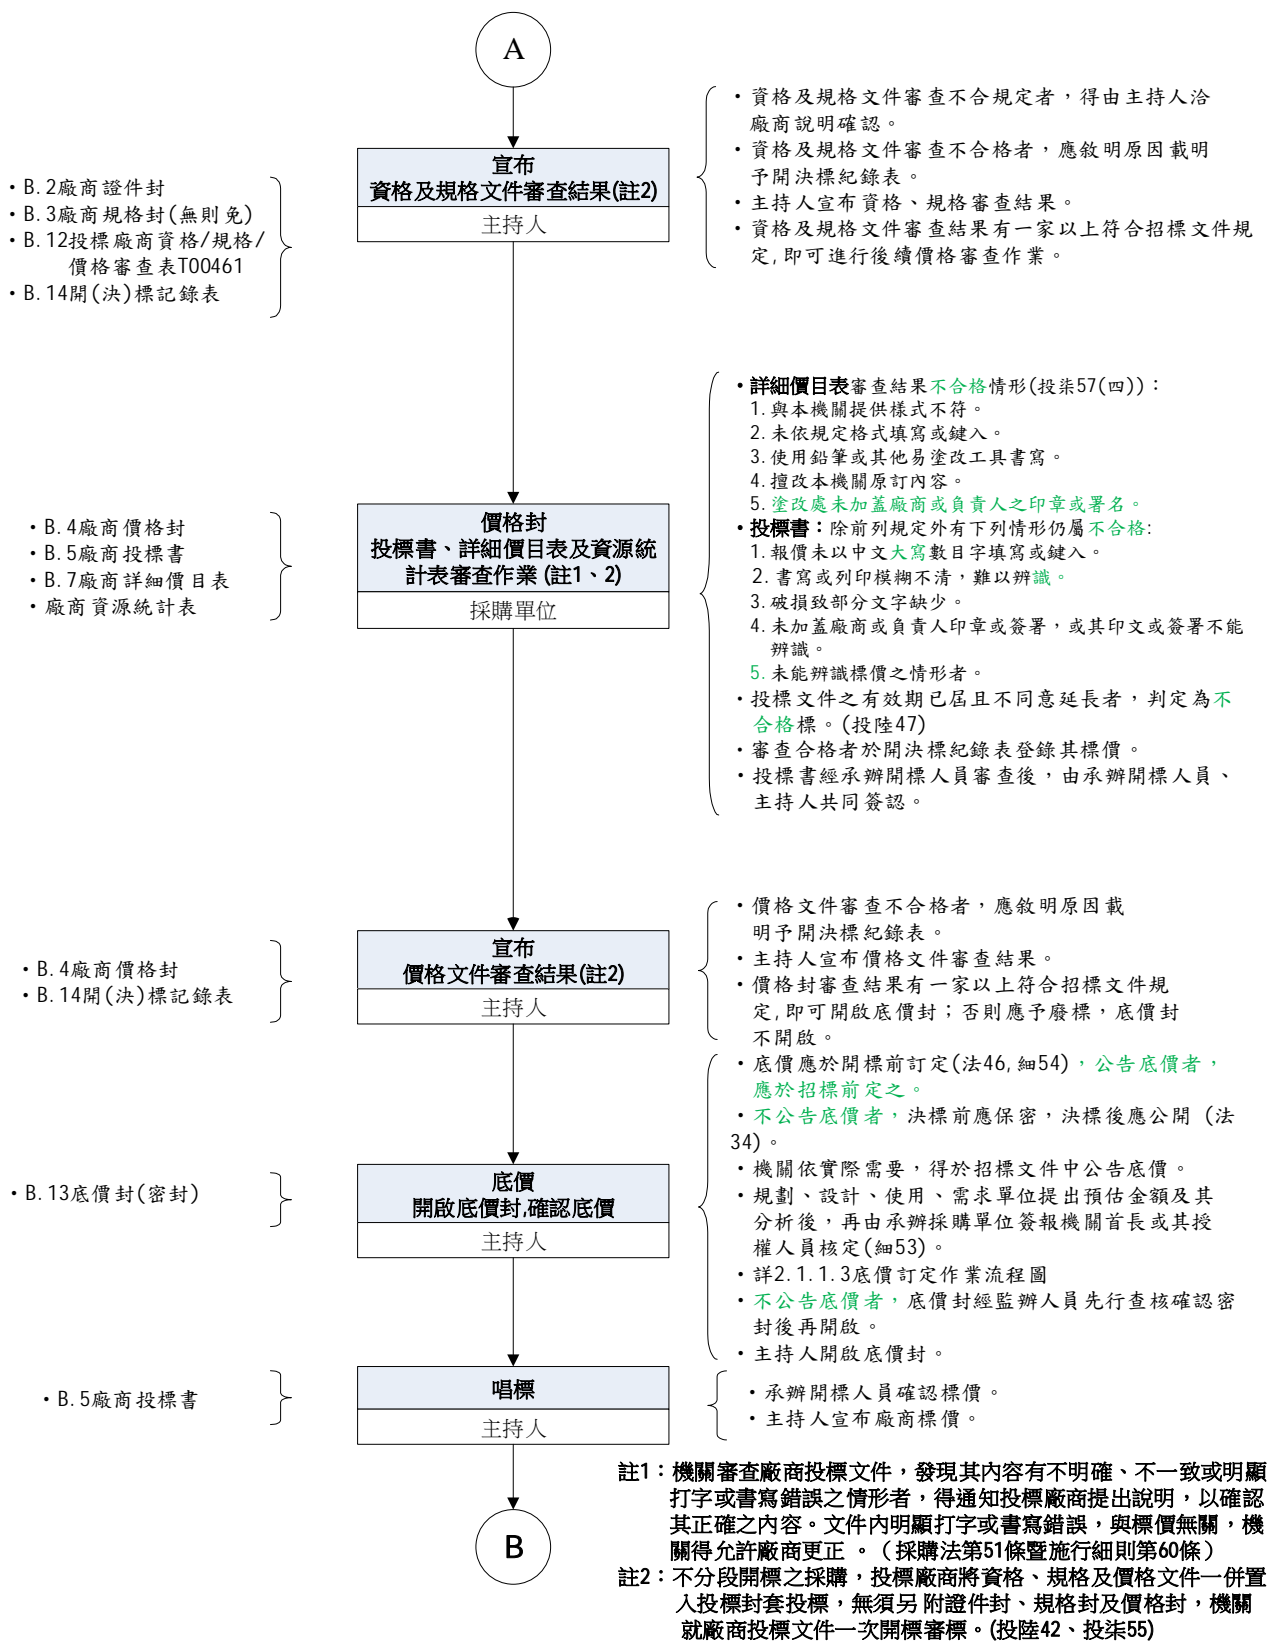 A
宣布
資格及規格文件審查結果(註2)
主持人
・B.2廠商證件封
・B.3廠商規格封(無則免)
・B.12投標廠商資格/規格/
價格審查表T00461
・B.14開(決)標記錄表
・資格及規格文件審查不合規定者，得由主持人洽
廠商說明確認。
・資格及規格文件審查不合格者，應敘明原因載明
予開決標紀錄表。
・主持人宣布資格、規格審查結果。
・資格及規格文件審查結果有一家以上符合招標文件規
定,即可進行後續價格審查作業。
價格封
投標書、詳細價目表及資源統
計表審查作業(註1、2)
採購單位
・B.4廠商價格封
・B.5廠商投標書
・B.7廠商詳細價目表
・廠商資源統計表
・詳細價目表審查結果不合格情形(投柒57(四))：
1.與本機關提供樣式不符。
2.未依規定格式填寫或鍵入。
3.使用鉛筆或其他易塗改工具書寫。
4.擅改本機關原訂內容。
5.塗改處未加蓋廠商或負責人之印章或署名。
・投標書：除前列規定外有下列情形仍屬不合格:
1.報價未以中文大寫數目字填寫或鍵入。
2.書寫或列印模糊不清，難以辨識。
3.破損致部分文字缺少。
4.未加蓋廠商或負責人印章或簽署，或其印文或簽署不能
辨識。
5.未能辨識標價之情形者。
・投標文件之有效期已屆且不同意延長者，判定為不
合格標。(投陸47)
・審查合格者於開決標紀錄表登錄其標價。
・投標書經承辦開標人員審查後，由承辦開標人員、
主持人共同簽認。
宣布
價格文件審查結果(註2)
主持人
・B.4廠商價格封
・B.14開(決)標記錄表
・價格文件審查不合格者，應敘明原因載
明予開決標紀錄表。
・主持人宣布價格文件審查結果。
・價格封審查結果有一家以上符合招標文件規
定,即可開啟底價封；否則應予廢標，底價封
不開啟。
底價
開啟底價封,確認底價
主持人
・B.13底價封(密封)
・底價應於開標前訂定(法46,細54)，公告底價者，
應於招標前定之。
・不公告底價者，決標前應保密，決標後應公開 (法
34)。
・機關依實際需要，得於招標文件中公告底價。
・規劃、設計、使用、需求單位提出預估金額及其
分析後，再由承辦採購單位簽報機關首長或其授
權人員核定(細53)。
・詳2.1.1.3底價訂定作業流程圖
・不公告底價者，底價封經監辦人員先行查核確認密
封後再開啟。
・主持人開啟底價封。
唱標
主持人
・B.5廠商投標書
・承辦開標人員確認標價。
・主持人宣布廠商標價。
B
註1：機關審查廠商投標文件，發現其內容有不明確、不一致或明顯
打字或書寫錯誤之情形者，得通知投標廠商提出說明，以確認
其正確之內容。文件內明顯打字或書寫錯誤，與標價無關，機
關得允許廠商更正 。（採購法第51條暨施行細則第60條）
註2：不分段開標之採購，投標廠商將資格、規格及價格文件一併置
入投標封套投標，無須另附證件封、規格封及價格封，機關
就廠商投標文件一次開標審標。(投陸42、投柒55)